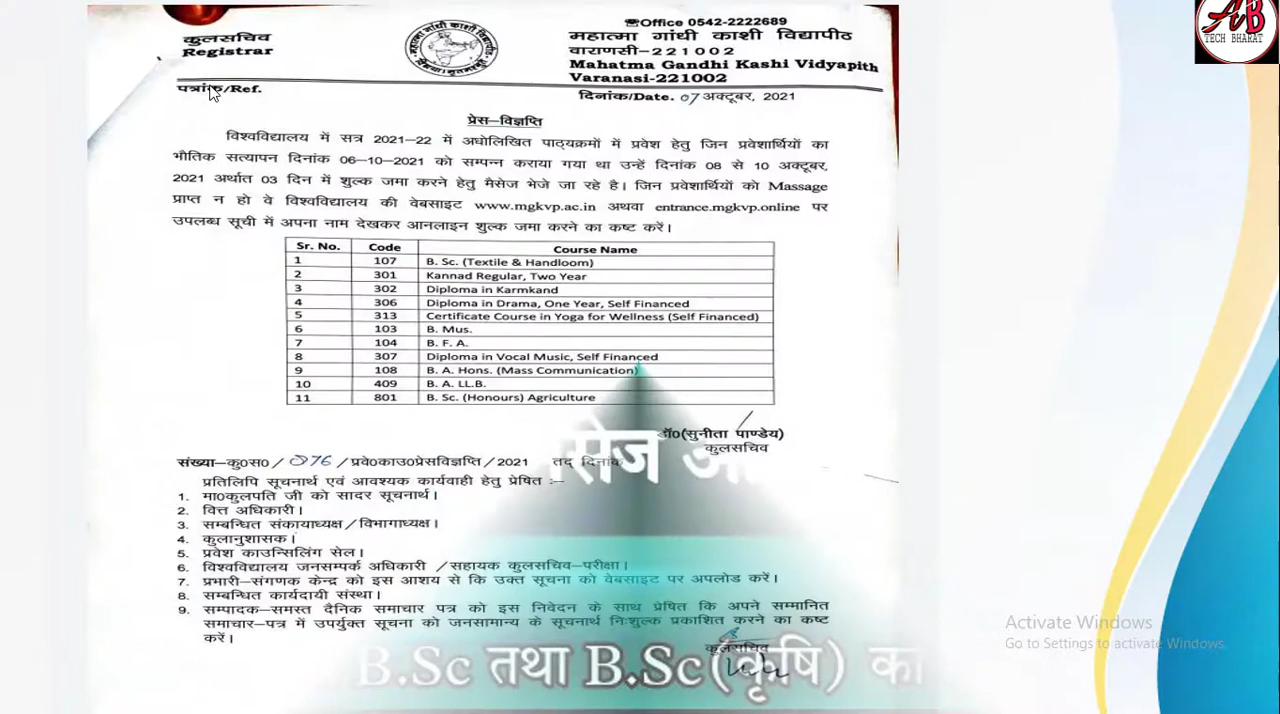 कुलसचिव
Registrar
महात्मा गांधी काशी विद्यापीठ
☎Office 0542-2222689
महात्मा गांधी काशी विद्यापीठ
वाराणसी-221002
Mahatma Gandhi Kashi Vidyapith
Varanasi-221002
AB
TECH BHARAT
पत्रांक/Ref.
दिनांक/Date. 07 अक्टूबर, 2021
प्रेस-विज्ञप्ति
विश्वविद्यालय में सत्र 2021-22 में अधोलिखित पाठ्यक्रमों में प्रवेश हेतु जिन प्रवेशार्थियों का
भौतिक सत्यापन दिनांक 06-10-2021 को सम्पन्न कराया गया था उन्हें दिनांक 08 से 10 अक्टूबर,
2021 अर्थात 03 दिन में शुल्क जमा करने हेतु मैसेज भेजे जा रहे है। जिन प्रवेशार्थियों को Massage
प्राप्त न हो वे विश्वविद्यालय की वेबसाइट www.mgkvp.ac.in अथवा entrance.mgkvp.online पर
उपलब्ध सूची में अपना नाम देखकर आनलाइन शुल्क जमा करने का कष्ट करें।
Sr. No. Code Course Name
1 107 B. Sc. (Textile & Handloom)
2 301 Kannad Regular, Two Year
3 302 Diploma in Karmkand
4 306 Diploma in Drama, One Year, Self Financed
5 313 Certificate Course in Yoga for Wellness (Self Financed)
6 103 B. Mus.
7 104 B. F. A.
8 307 Diploma in Vocal Music, Self Financed
9 108 B. A. Hons. (Mass Communication)
10 409 B. A. LL.B.
11 801 B. Sc. (Honours) Agriculture
डॉ0(सुनीता पाण्डेय)
कुलसचिव
संख्या-कु0स0/076/प्रवे0काउ0प्रेसविज्ञप्ति/2021 तद् दिनांक
प्रतिलिपि सूचनार्थ एवं आवश्यक कार्यवाही हेतु प्रेषित :-
1. मा0कुलपति जी को सादर सूचनार्थ।
2. वित्त अधिकारी।
3. सम्बन्धित संकायाध्यक्ष/विभागाध्यक्ष।
4. कुलानुशासक।
5. प्रवेश काउन्सिलिंग सेल।
6. विश्वविद्यालय जनसम्पर्क अधिकारी /सहायक कुलसचिव-परीक्षा।
7. प्रभारी-संगणक केन्द्र को इस आशय से कि उक्त सूचना को वेबसाइट पर अपलोड करें।
8. सम्बन्धित कार्यदायी संस्था।
9. सम्पादक-समस्त दैनिक समाचार पत्र को इस निवेदन के साथ प्रेषित कि अपने सम्मानित
समाचार-पत्र में उपर्युक्त सूचना को जनसामान्य के सूचनार्थ निःशुल्क प्रकाशित करने का कष्ट
करें।
कुलसचिव
B.Sc तथा B.Sc(कृषि) का
Activate Windows
Go to Settings to activate Windows.